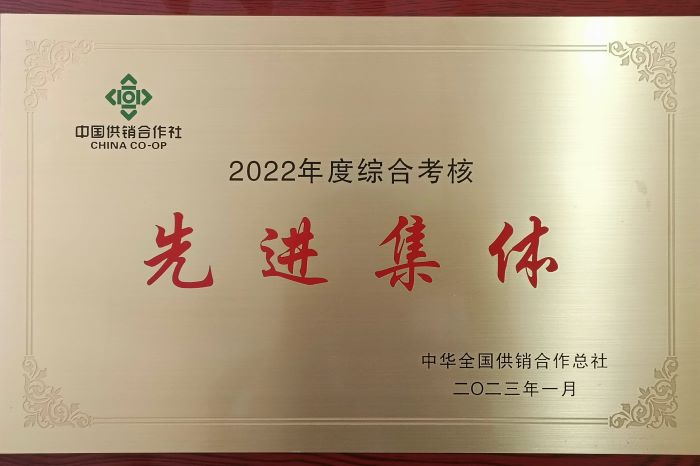 中国供销合作社
CHINA CO-OP
2022年度综合考核
先进集体
中华全国供销合作总社
二〇二三年一月